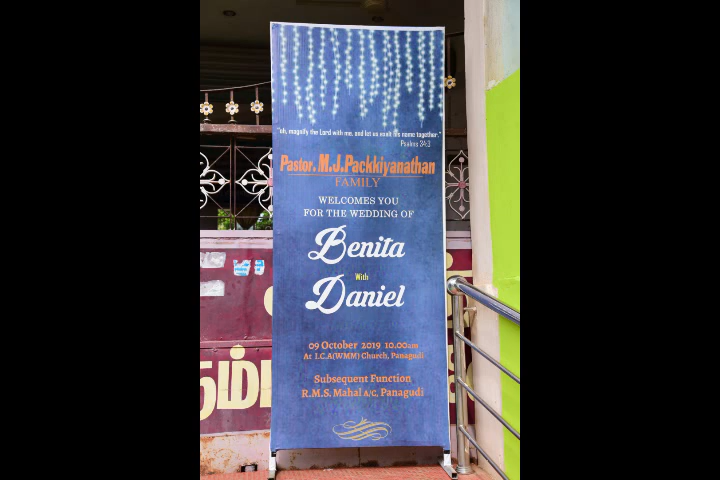 "oh, magnify the Lord with me, and let us exalt his name together."
Psalms 34:3
Pastor. M.J.Packkiyanathan
FAMILY
WELCOMES YOU
FOR THE WEDDING OF
Benita
With
Daniel
09 October 2019 10.00am
At I.C.A(WMM) Church, Panagudi
Subsequent Function
R.M.S. Mahal A/C, Panagudi